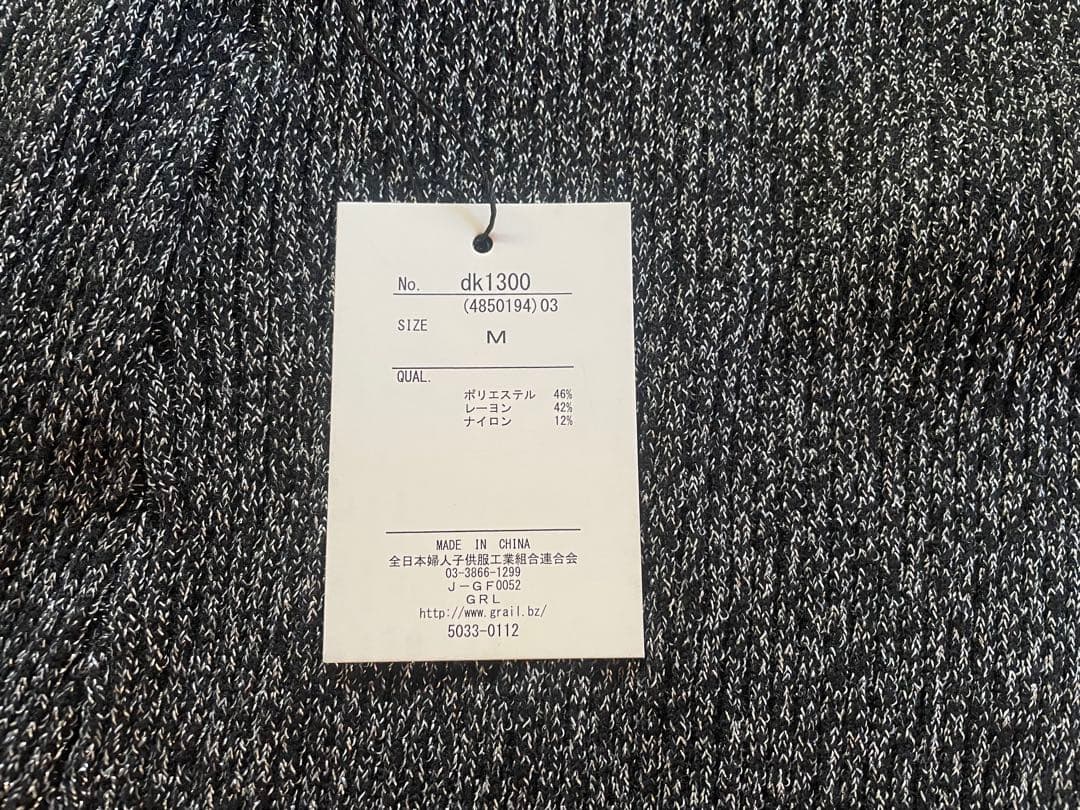 No. dk1300
(4850194)03
SIZE
M
QUAL.
ポリエステル 46%
レーヨン 42%
ナイロン 12%
MADE IN CHINA
全日本婦人子供服工業組合連合会
03-3866-1299
J－GF0052
GRL
http://www.grail.bz/
5033-0112